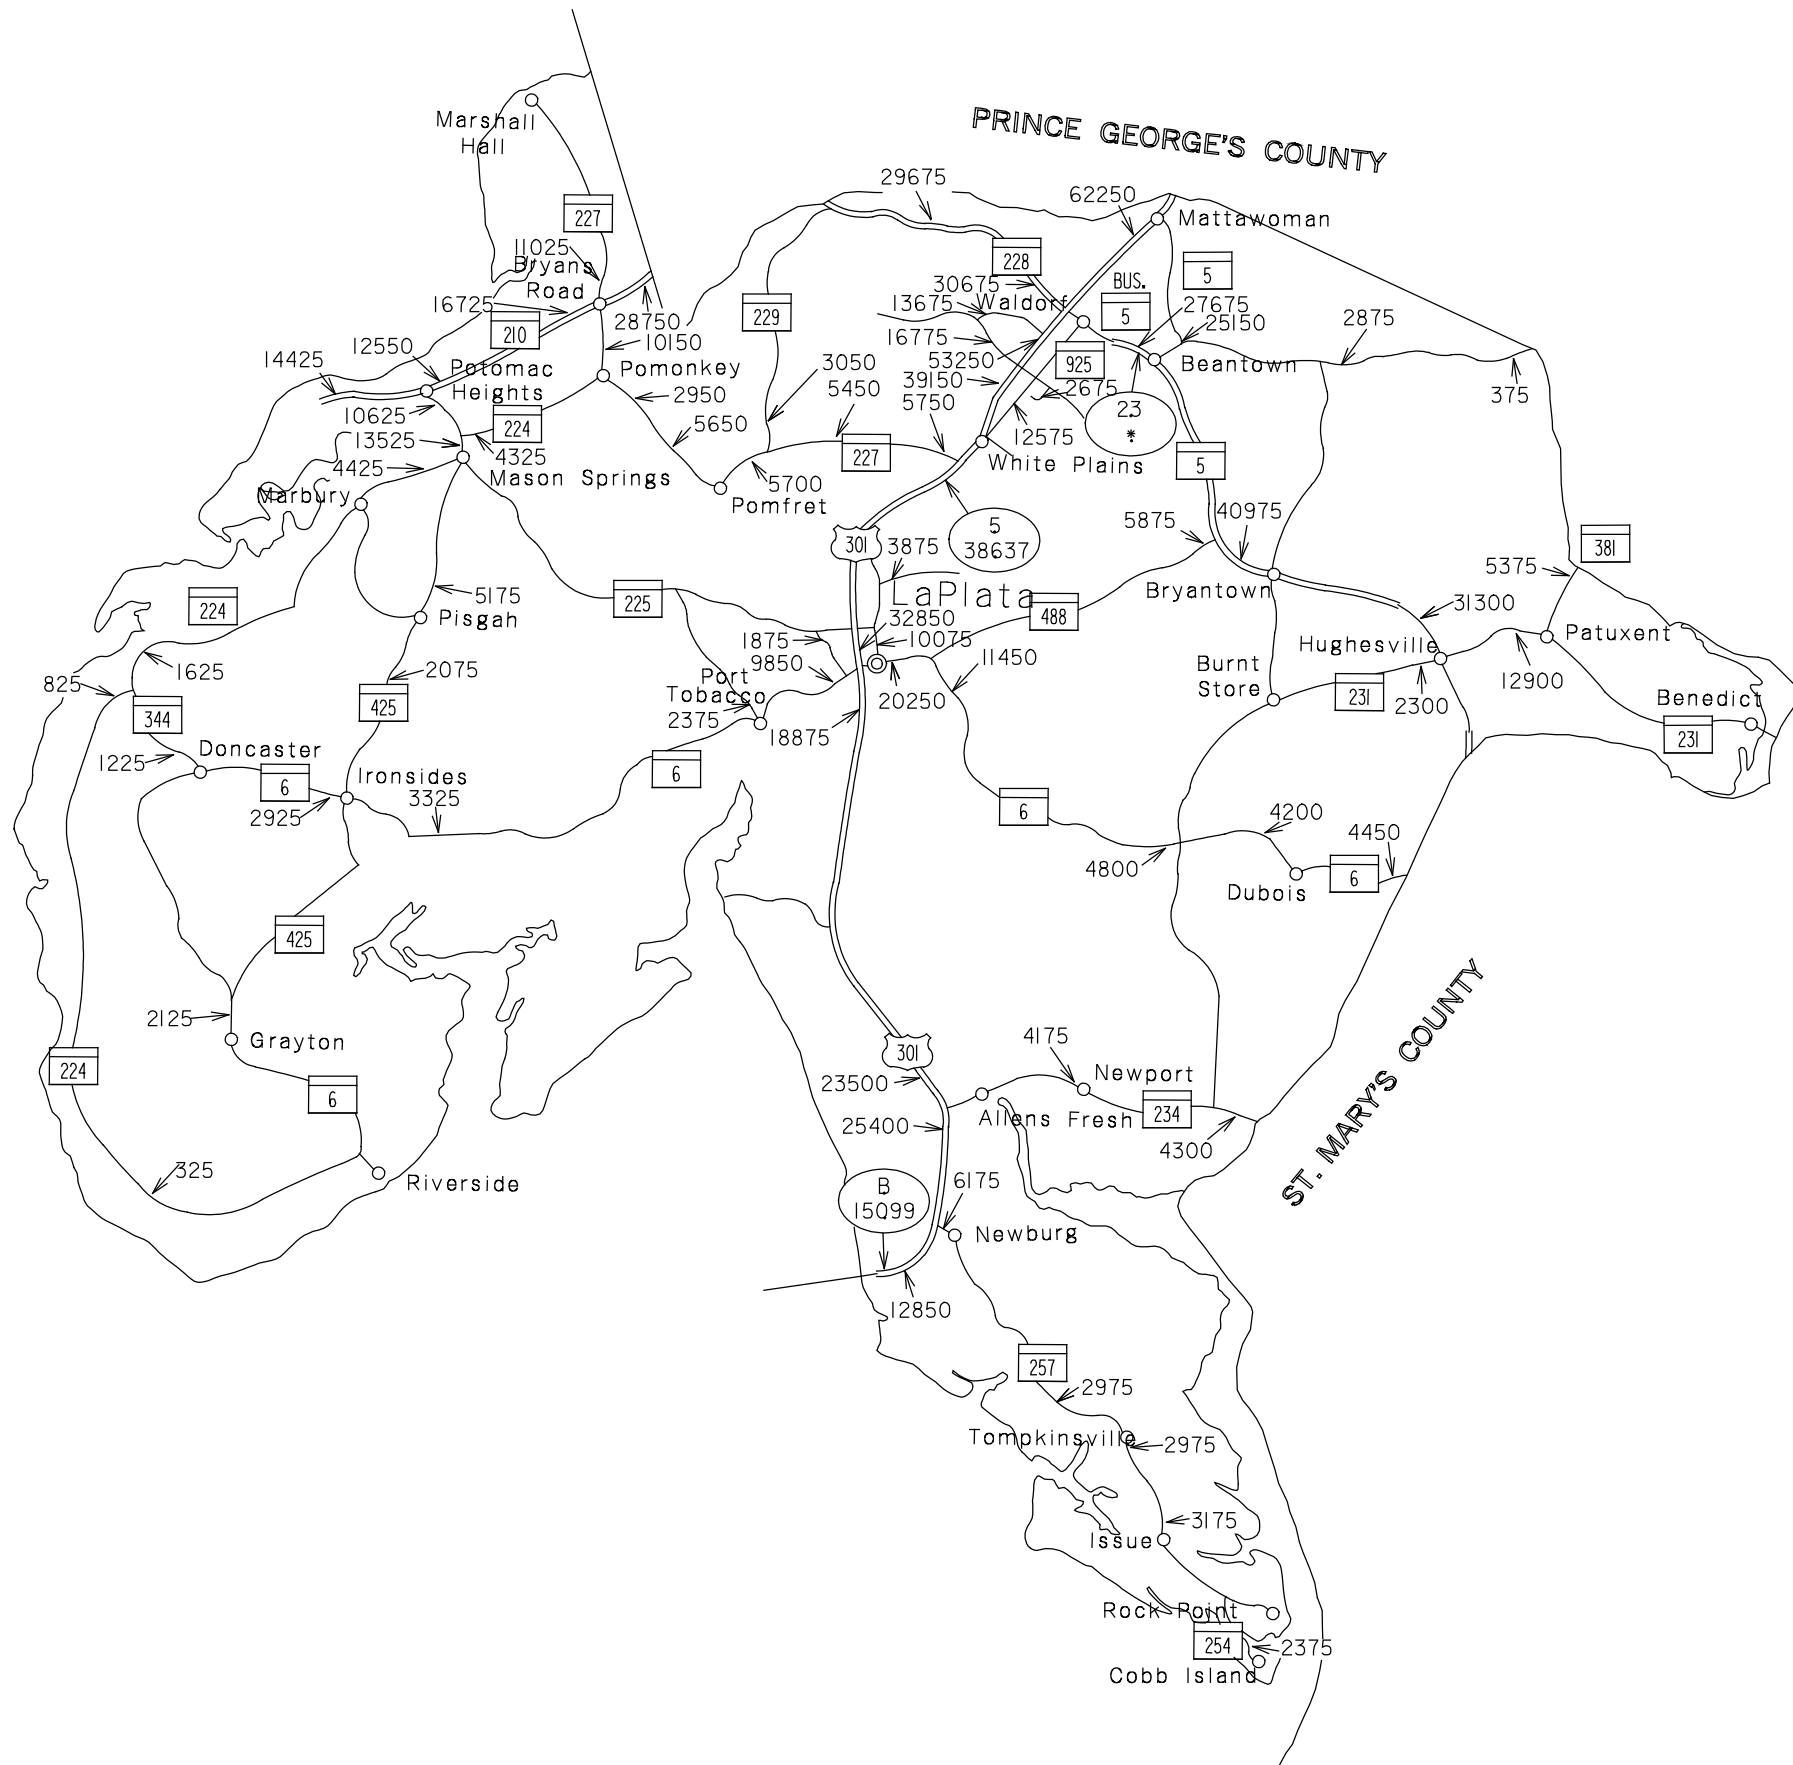 PRINCE GEORGE'S COUNTY
Marshall
Hall
29675
62250
Mattawoman
227
11025
Bryans
Road
228
BUS.
5
5
16725
210
28750
10150
229
30675
13675
Waldorf
27675
25150
2875
14425
12550
Potomac
Heights
Pomonkey
16775
53250
39150
925
Beantown
375
3050
5450
5750
2675
2950
10625
13525
224
4325
5650
12575
23
*
4425
Mason Springs
227
White Plains
5
Marbury
5700
Pomfret
301
5
38637
5875
40975
381
3875
5375
224
5175
225
LaPlata
Bryantown
31300
Pisgah
488
32850
10075
1875
Hughesville
Patuxent
1625
2075
9850
11450
Burnt
Store
825
344
425
Port
Tobacco
2375
20250
231
2300
12900
Benedict
231
18875
1225
Doncaster
6
Ironsides
6
2925
3325
6
4200
4450
4800
Dubois
6
425
2125
Grayton
224
6
301
23500
4175
Newport
25400
Allens Fresh
234
4300
ST. MARY'S COUNTY
325
Riverside
B
15099
6175
Newburg
12850
257
2975
Tompkinsville
2975
3175
Issue
Rock Point
254
2375
Cobb Island